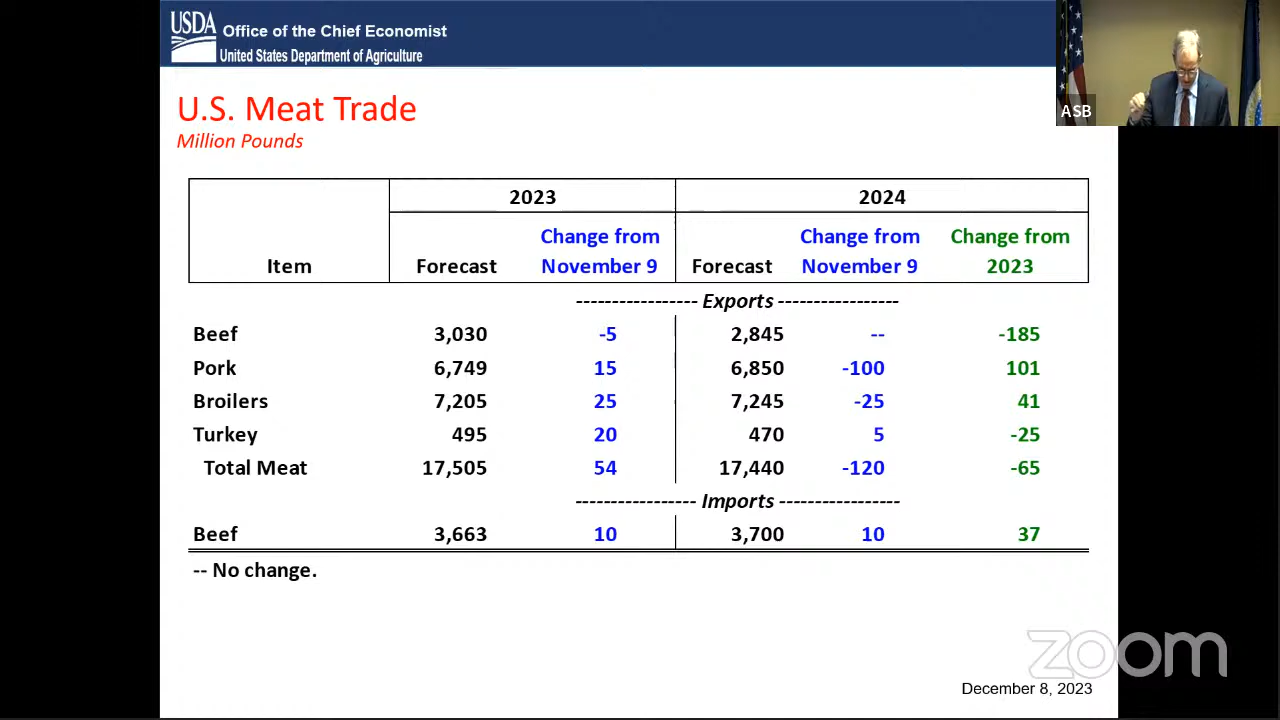 USDA Office of the Chief Economist
United States Department of Agriculture
ASB
U.S. Meat Trade
Million Pounds
2023 2024
Change from Change from Change from
Item Forecast November 9 Forecast November 9 2023
----------------- Exports -----------------
Beef 3,030 -5 2,845 -- -185
Pork 6,749 15 6,850 -100 101
Broilers 7,205 25 7,245 -25 41
Turkey 495 20 470 5 -25
Total Meat 17,505 54 17,440 -120 -65
----------------- Imports -----------------
Beef 3,663 10 3,700 10 37
-- No change.
zoom
December 8, 2023